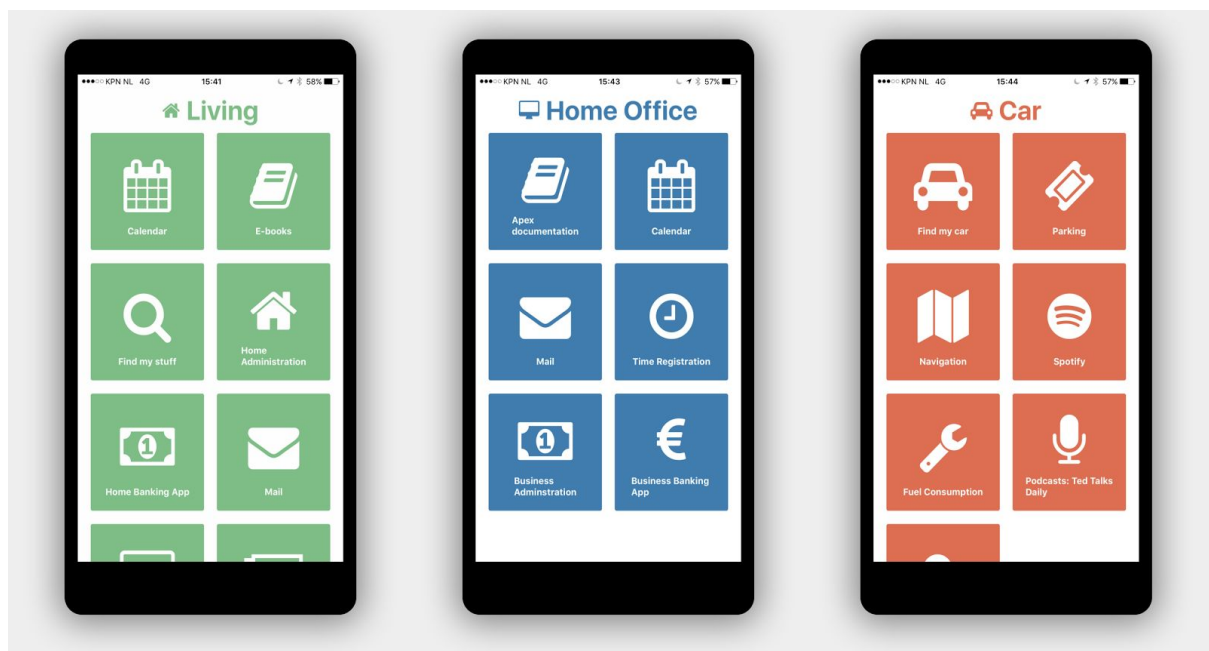 KPN NL 4G 15:41 58%
Living
Calendar
E-books
Find my stuff
Home
Administration
1
Home Banking App
Mail
KPN NL 4G 15:43 57%
Home Office
Apex
documentation
Calendar
Mail
Time Registration
1
Business
Adminstration
€
Business Banking
App
KPN NL 4G 15:44 57%
Car
Find my car
Parking
Navigation
Spotify
Fuel Consumption
Podcasts: Ted Talks
Daily